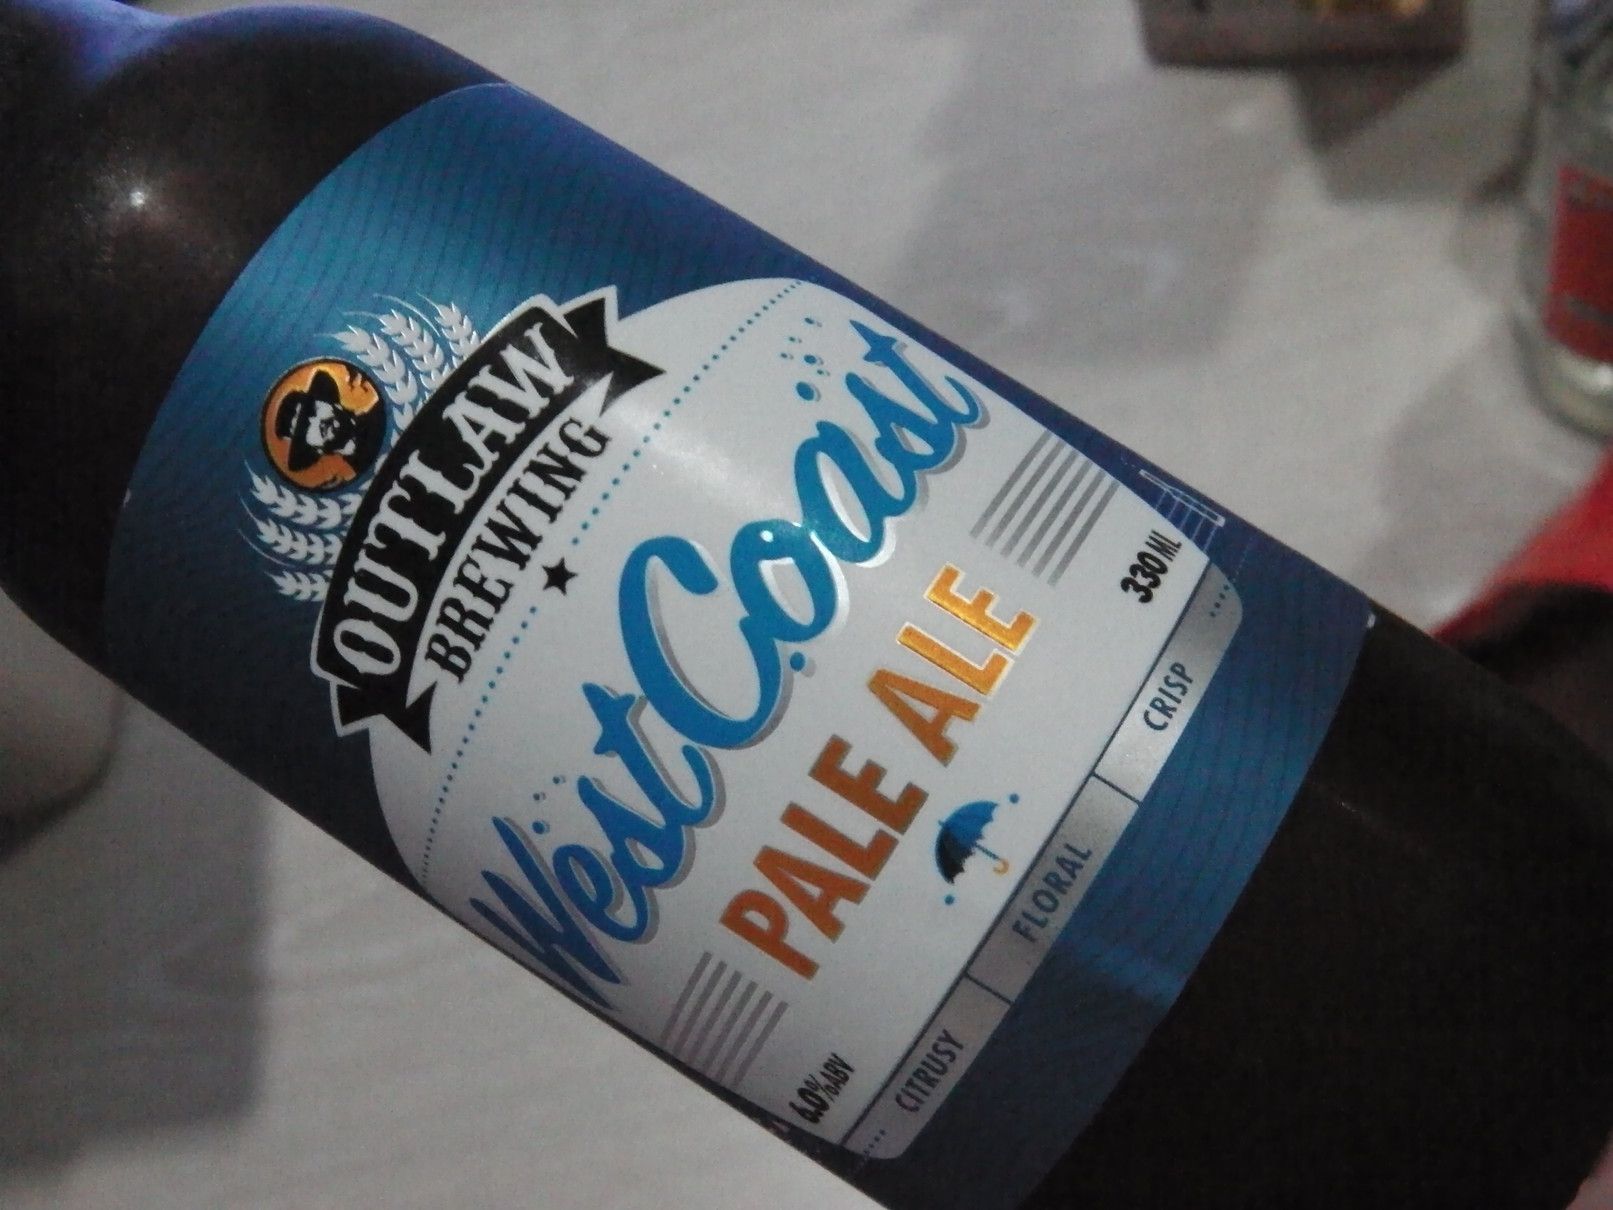 OUTLAW
BREWING
West Coast
PALE ALE
6.0% ABV
330 ML
CITRUSY FLORAL CRISP